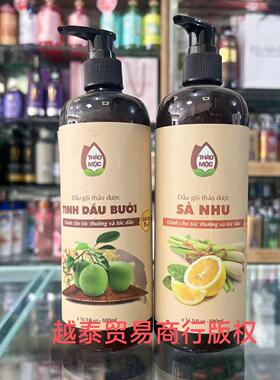 THẢO
MỘC
Dầu gội thảo dược
TINH DẦU BƯỞI
Dành cho tóc thường và tóc dầu
500ml
THẢO
MỘC
Dầu gội thảo dược
SẢ NHU
Dành cho tóc thường và tóc dầu
越泰贸易商行版权